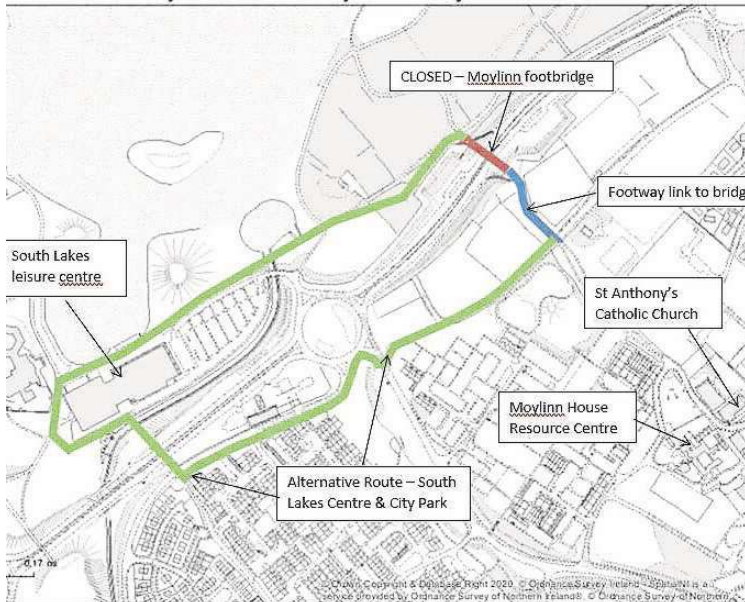 CLOSED – Moylinn footbridge
Footway link to bridg
South Lakes
leisure centre
St Anthony's
Catholic Church
Moylinn House
Resource Centre
Alternative Route – South
Lakes Centre & City Park
0.17
Crown Copyright & Database Right 2020. © Ordnance Survey Ireland - SpatialNI is a
service provided by Ordnance Survey of Northern Ireland®. © Ordnance Survey of Northern